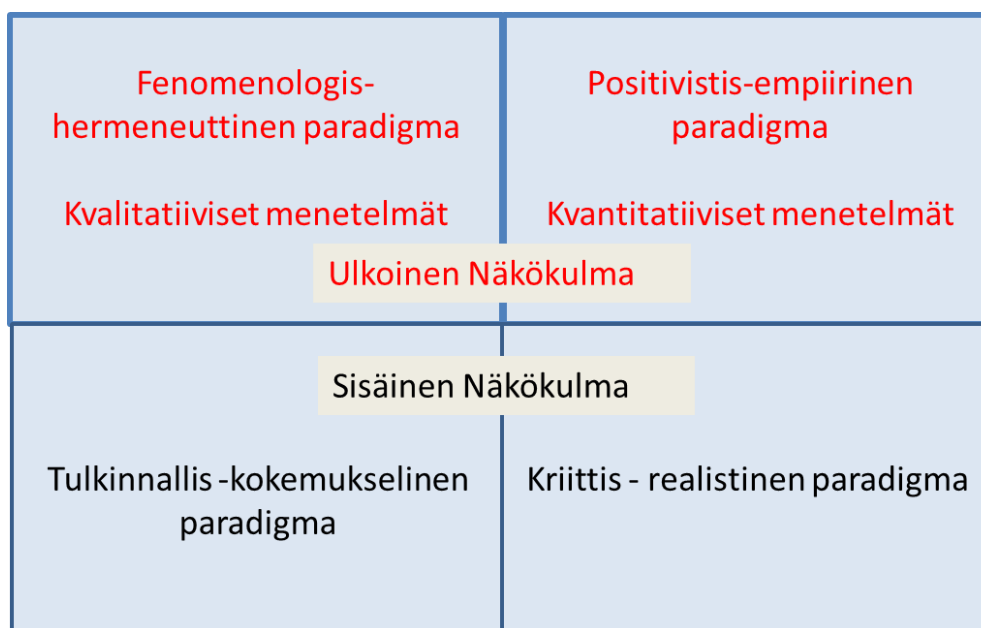 Fenomenologis-
hermeneuttinen paradigma
Kvalitatiiviset menetelmät
Positivistis-empiirinen
paradigma
Kvantitatiiviset menetelmät
Ulkoinen Näkökulma
Sisäinen Näkökulma
Tulkinnallis -kokemukselinen
paradigma
Kriittis - realistinen paradigma